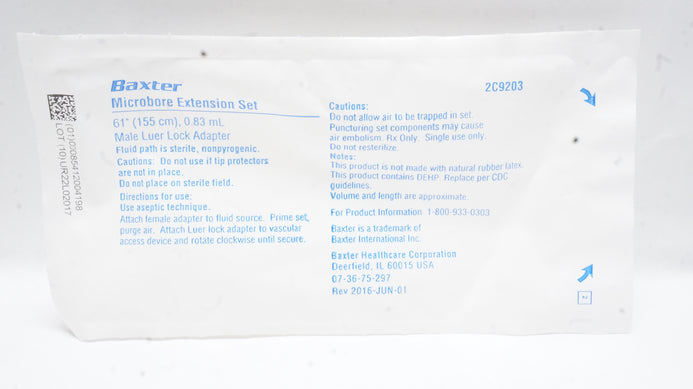 Baxter
Microbore Extension Set
61" (155 cm), 0.83 mL
Male Luer Lock Adapter
Fluid path is sterile, nonpyrogenic.
Cautions: Do not use if tip protectors
are not in place.
Do not place on sterile field.
Directions for use:
Use aseptic technique.
Attach female adapter to fluid source. Prime set,
purge air. Attach Luer lock adapter to vascular
access device and rotate clockwise until secure.
2C9203
Cautions:
Do not allow air to be trapped in set.
Puncturing set components may cause
air embolism. Rx Only. Single use only.
Do not resterilize.
Notes:
This product is not made with natural rubber latex.
This product contains DEHP. Replace per CDC
guidelines.
Volume and length are approximate.
For Product Information 1-800-933-0303
Baxter is a trademark of
Baxter International Inc.
Baxter Healthcare Corporation
Deerfield, IL 60015 USA
07-36-75-297
Rev 2016-JUN-01
(01)00085412004198
LOT (10) UR22L02017
2